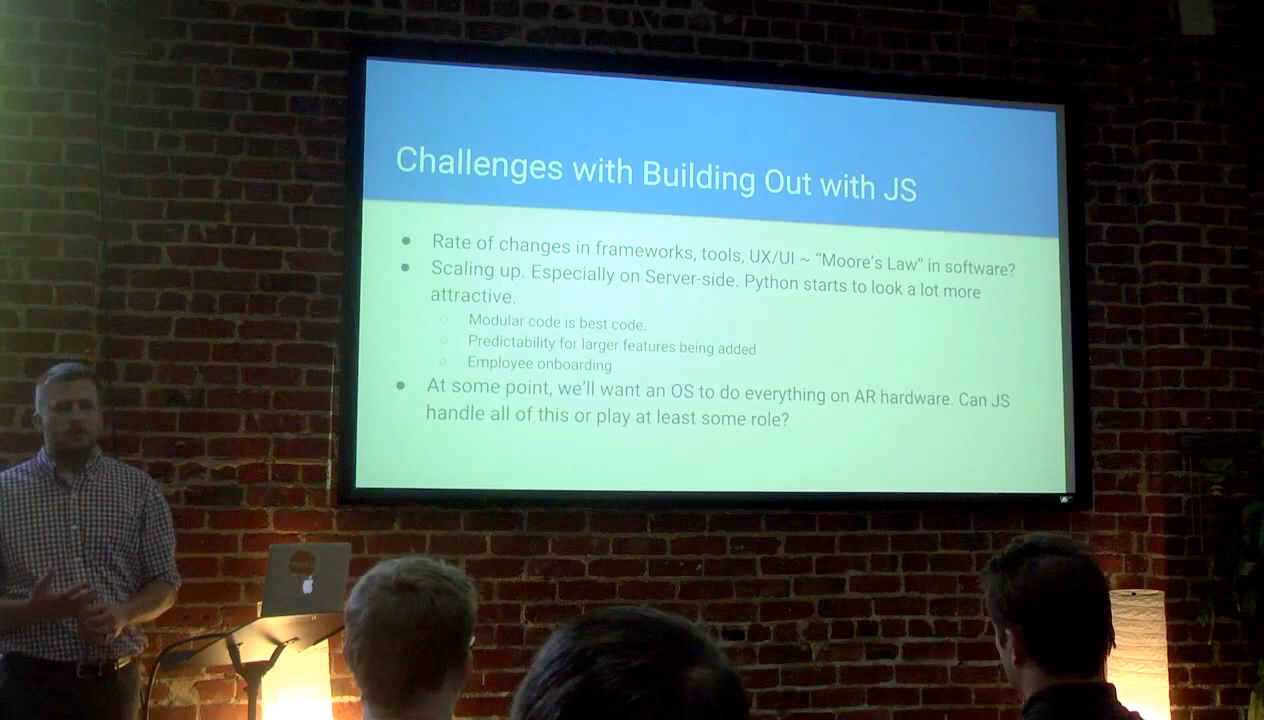 Challenges with Building Out with JS
● Rate of changes in frameworks, tools, UX/UI ~ “Moore’s Law” in software?
● Scaling up. Especially on Server-side. Python starts to look a lot more
attractive.
○ Modular code is best code.
○ Predictability for larger features being added
○ Employee onboarding
● At some point, we’ll want an OS to do everything on AR hardware. Can JS
handle all of this or play at least some role?